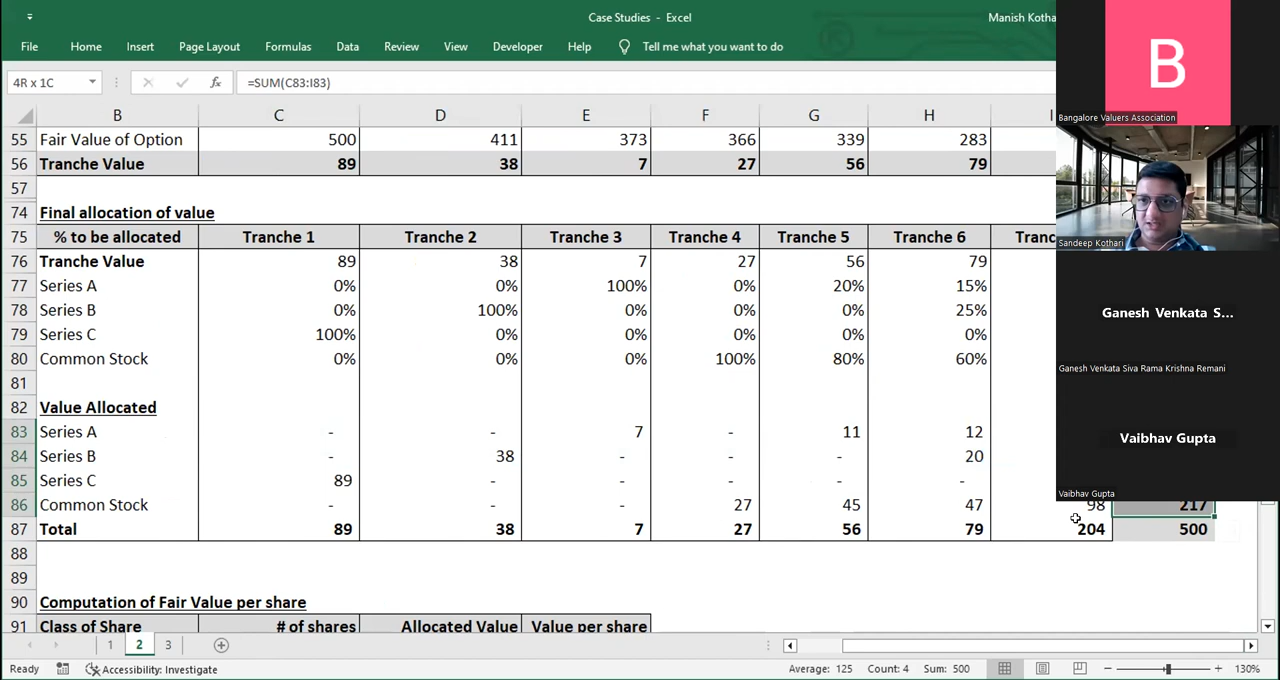 Case Studies - Excel
Manish Kotha
File Home Insert Page Layout Formulas Data Review View Developer Help Tell me what you want to do
4R x 1C fx =SUM(C83:I83)
B C D E F G H I
55 Fair Value of Option 500 411 373 366 339 283
56 Tranche Value 89 38 7 27 56 79
57
74 Final allocation of value
75 % to be allocated Tranche 1 Tranche 2 Tranche 3 Tranche 4 Tranche 5 Tranche 6 Tranc
76 Tranche Value 89 38 7 27 56 79
77 Series A 0% 0% 100% 0% 20% 15%
78 Series B 0% 100% 0% 0% 0% 25%
79 Series C 100% 0% 0% 0% 0% 0%
80 Common Stock 0% 0% 0% 100% 80% 60%
81
82 Value Allocated
83 Series A - - 7 - 11 12
84 Series B - 38 - - - 20
85 Series C 89 - - - - -
86 Common Stock - - - 27 45 47 98 217
87 Total 89 38 7 27 56 79 204 500
88
89
90 Computation of Fair Value per share
91 Class of Share # of shares Allocated Value Value per share
1 2 3
Ready Accessibility: Investigate Average: 125 Count: 4 Sum: 500 130%
B
Bangalore Valuers Association
Sandeep Kothari
Ganesh Venkata S...
Ganesh Venkata Siva Rama Krishna Remani
Vaibhav Gupta
Vaibhav Gupta